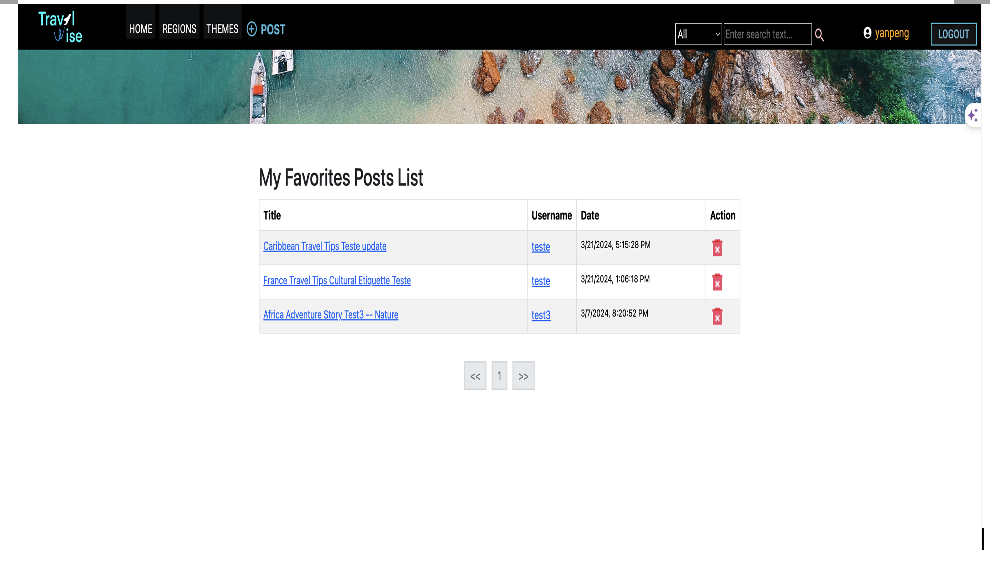 Travel
Wise
HOME REGIONS THEMES POST
All Enter search text... yanpeng LOGOUT
My Favorites Posts List
Title Username Date Action
Caribbean Travel Tips Teste update teste 3/21/2024, 5:15:28 PM
France Travel Tips Cultural Etiquette Teste teste 3/21/2024, 1:06:18 PM
Africa Adventure Story Test3 -- Nature test3 3/7/2024, 8:20:52 PM
<< 1 >>